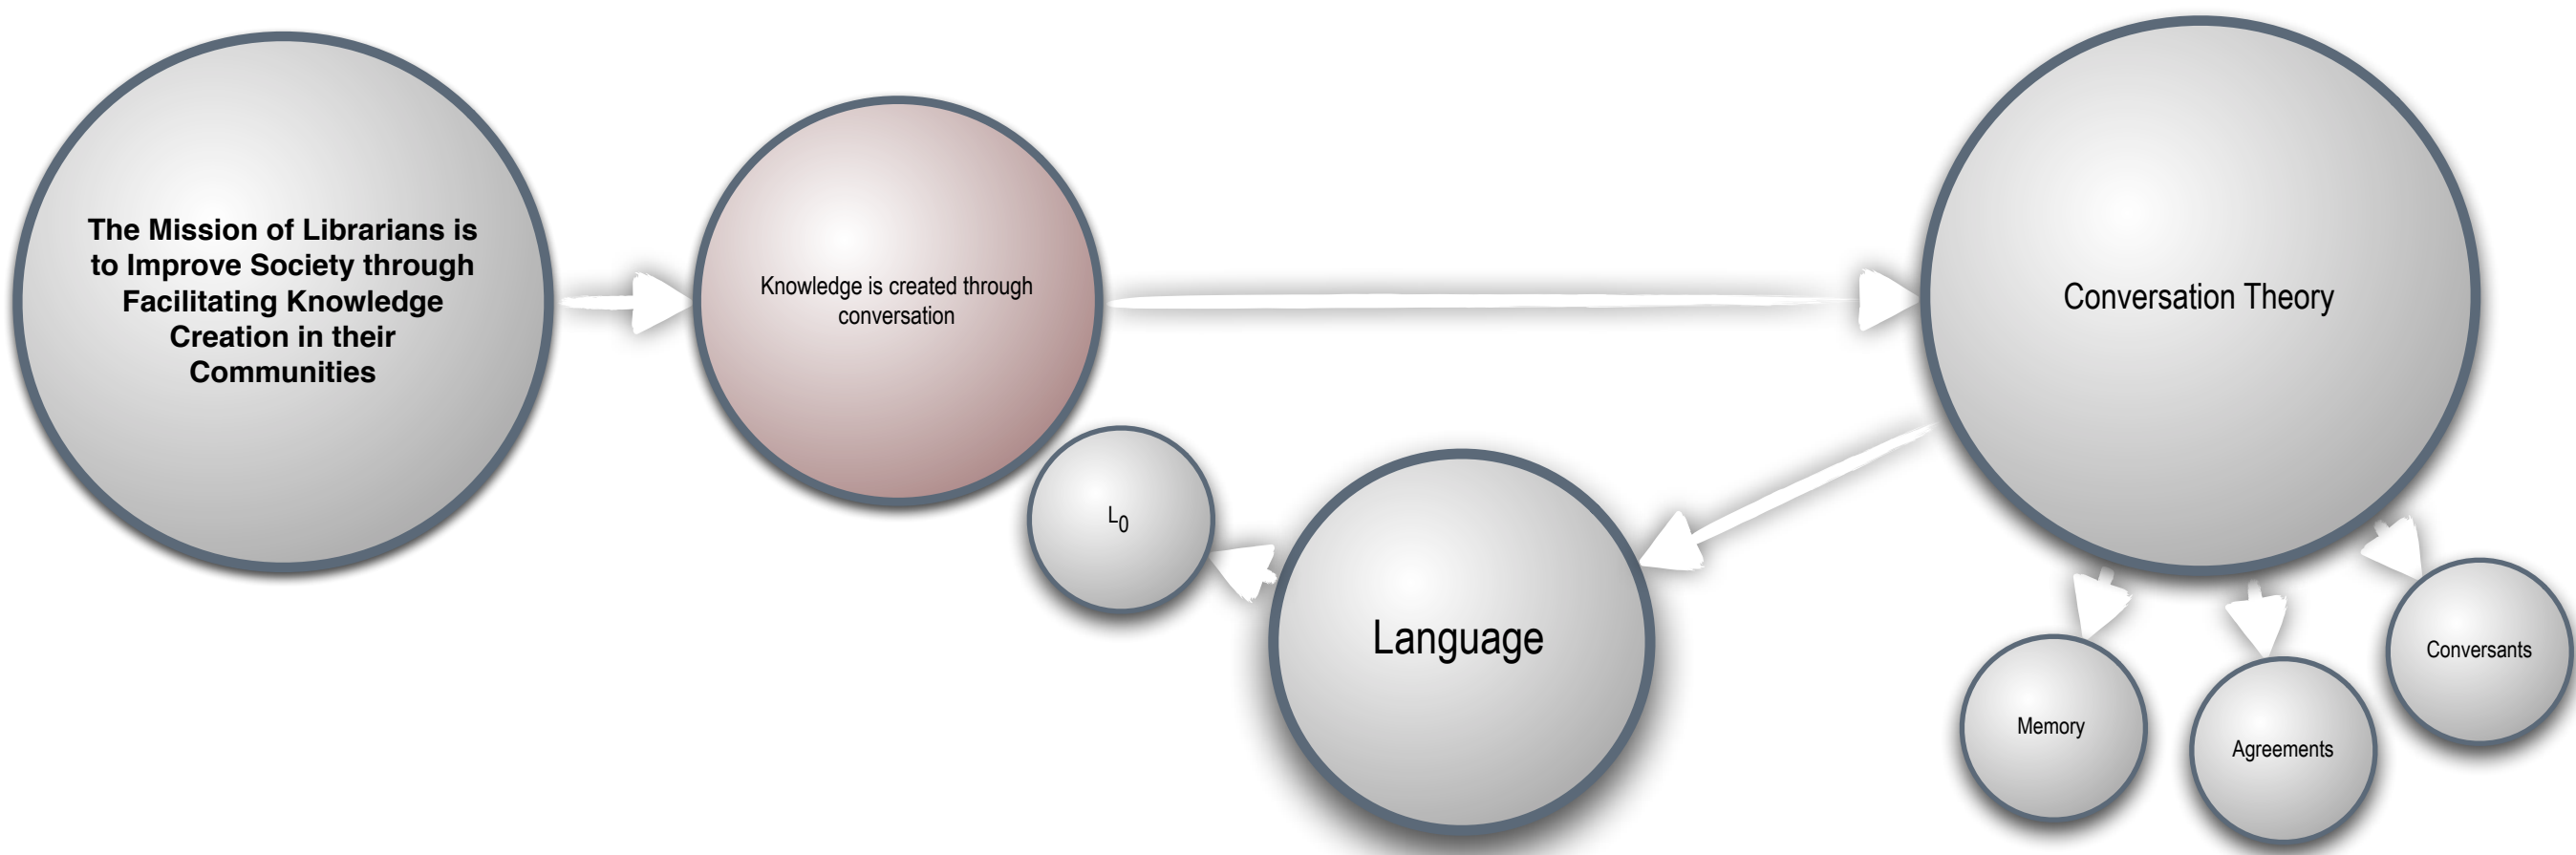 The Mission of Librarians is
to Improve Society through
Facilitating Knowledge
Creation in their
Communities
Knowledge is created through
conversation
Conversation Theory
L0
Language
Conversants
Memory
Agreements